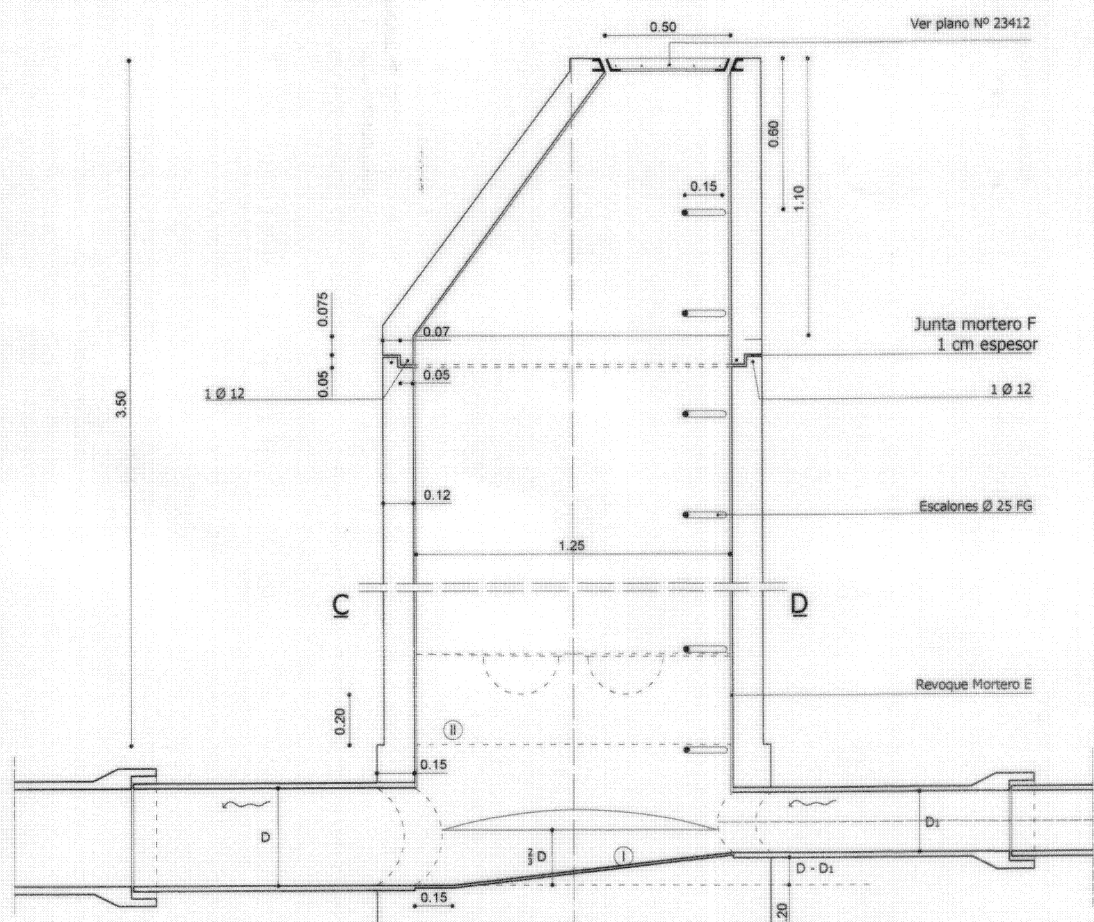 0.50
Ver plano Nº 23412
0.60
0.15
1.10
0.075
0.07
Junta mortero F
1 cm espesor
0.05
0.05
1 Ø 12
1 Ø 12
3.50
0.12
Escalones Ø 25 FG
1.25
C
D
Revoque Mortero E
0.20
II
0.15
D
D1
2/3 D
I
D - D1
0.15
20